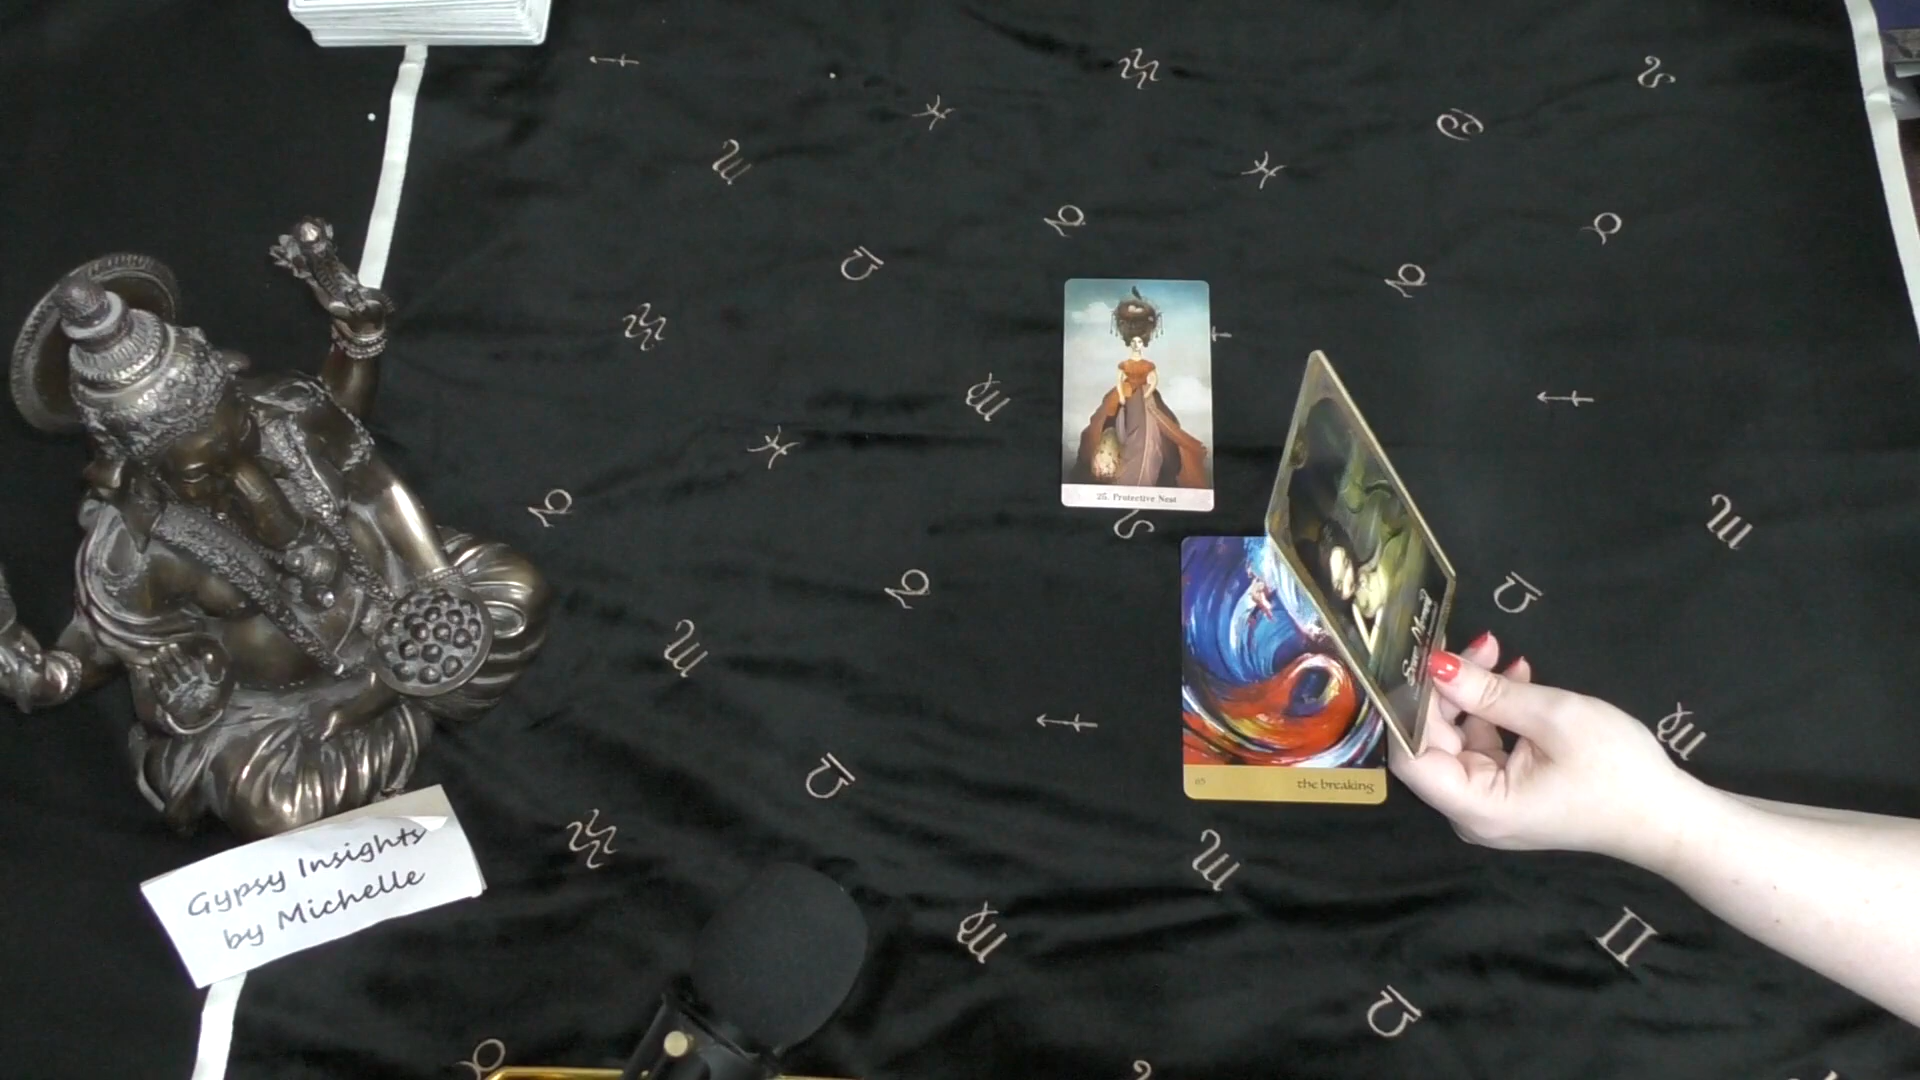 25. Protective Nest
the breaking
Gypsy Insights
by Michelle